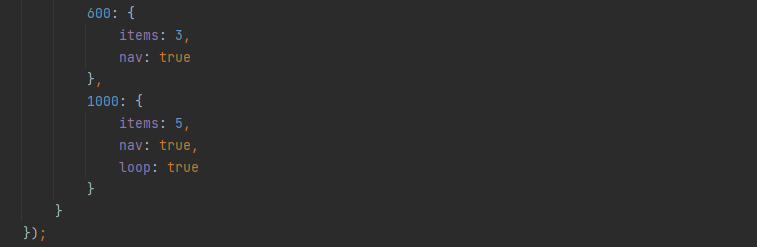 600: {
items: 3,
nav: true
},
1000: {
items: 5,
nav: true,
loop: true
}
}
});